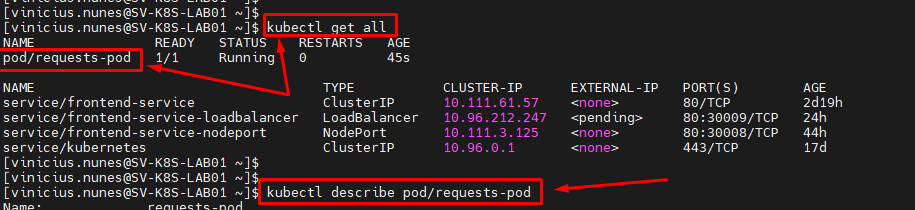 [vinicius.nunes@SV-K8S-LAB01 ~]$
[vinicius.nunes@SV-K8S-LAB01 ~]$ kubectl get all
NAME READY STATUS RESTARTS AGE
pod/requests-pod 1/1 Running 0 45s
NAME TYPE CLUSTER-IP EXTERNAL-IP PORT(S) AGE
service/frontend-service ClusterIP 10.111.61.57 <none> 80/TCP 2d19h
service/frontend-service-loadbalancer LoadBalancer 10.96.212.247 <pending> 80:30009/TCP 24h
service/frontend-service-nodeport NodePort 10.111.3.125 <none> 80:30008/TCP 44h
service/kubernetes ClusterIP 10.96.0.1 <none> 443/TCP 17d
[vinicius.nunes@SV-K8S-LAB01 ~]$
[vinicius.nunes@SV-K8S-LAB01 ~]$
[vinicius.nunes@SV-K8S-LAB01 ~]$ kubectl describe pod/requests-pod
Name: requests-pod